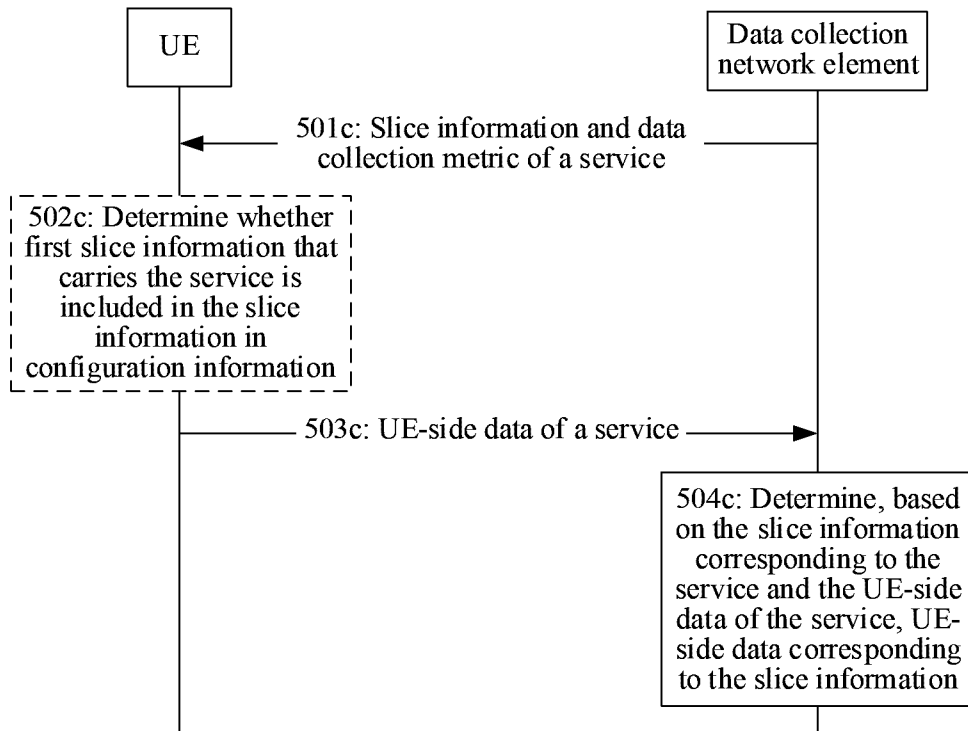 UE
Data collection
network element
501c: Slice information and data
collection metric of a service
502c: Determine whether
first slice information that
carries the service is
included in the slice
information in
configuration information
503c: UE-side data of a service
504c: Determine, based
on the slice information
corresponding to the
service and the UE-side
data of the service, UE-
side data corresponding
to the slice information